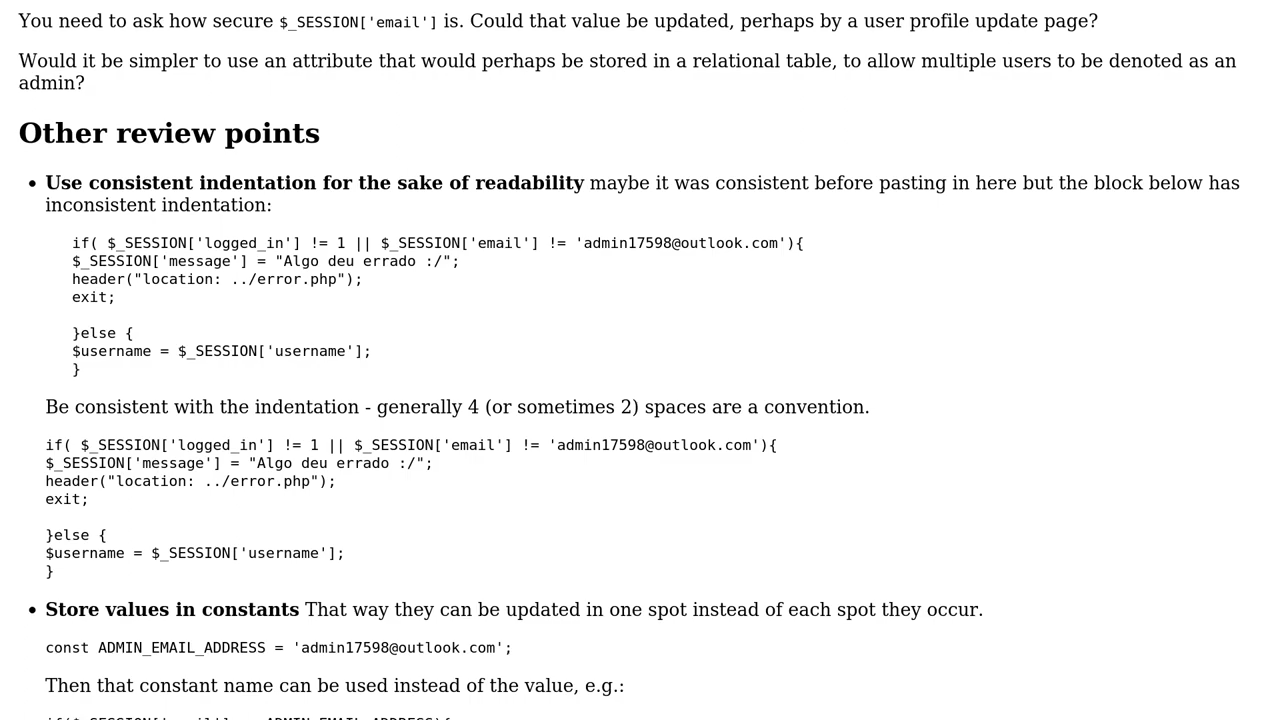 You need to ask how secure $_SESSION['email'] is. Could that value be updated, perhaps by a user profile update page?
Would it be simpler to use an attribute that would perhaps be stored in a relational table, to allow multiple users to be denoted as an
admin?
Other review points
• Use consistent indentation for the sake of readability maybe it was consistent before pasting in here but the block below has
inconsistent indentation:
if( $_SESSION['logged_in'] != 1 || $_SESSION['email'] != 'admin17598@outlook.com'){
$_SESSION['message'] = "Algo deu errado :/";
header("location: ../error.php");
exit;
}else {
$username = $_SESSION['username'];
}
Be consistent with the indentation - generally 4 (or sometimes 2) spaces are a convention.
if( $_SESSION['logged_in'] != 1 || $_SESSION['email'] != 'admin17598@outlook.com'){
$_SESSION['message'] = "Algo deu errado :/";
header("location: ../error.php");
exit;
}else {
$username = $_SESSION['username'];
}
• Store values in constants That way they can be updated in one spot instead of each spot they occur.
const ADMIN_EMAIL_ADDRESS = 'admin17598@outlook.com';
Then that constant name can be used instead of the value, e.g.: